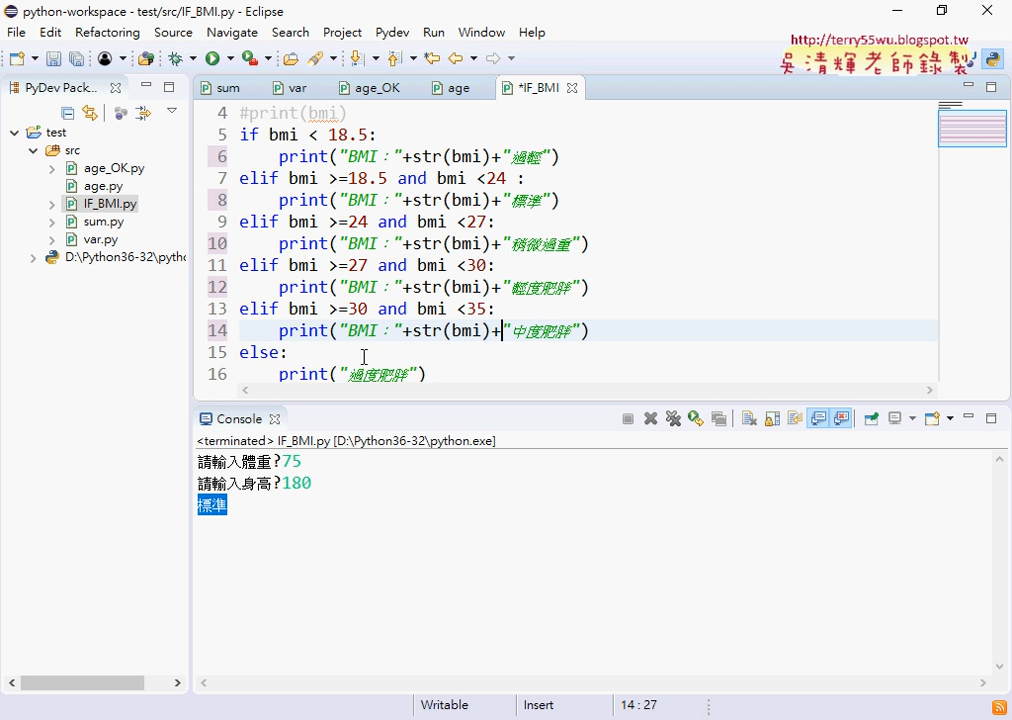 python-workspace - test/src/IF_BMI.py - Eclipse
File Edit Refactoring Source Navigate Search Project Pydev Run Window Help
http://terry55wu.blogspot.tw
吳清輝老師錄製
PyDev Pack...
sum var age_OK age *IF_BMI
test
src
age_OK.py
age.py
IF_BMI.py
sum.py
var.py
D:\Python36-32\pytho
4 #print(bmi)
5 if bmi < 18.5:
6 print("BMI："+str(bmi)+"過輕")
7 elif bmi >=18.5 and bmi <24 :
8 print("BMI："+str(bmi)+"標準")
9 elif bmi >=24 and bmi <27:
10 print("BMI："+str(bmi)+"稍微過重")
11 elif bmi >=27 and bmi <30:
12 print("BMI："+str(bmi)+"輕度肥胖")
13 elif bmi >=30 and bmi <35:
14 print("BMI："+str(bmi)+"中度肥胖")
15 else:
16 print("過度肥胖")
Console
<terminated> IF_BMI.py [D:\Python36-32\python.exe]
請輸入體重?75
請輸入身高?180
標準
Writable Insert 14 : 27